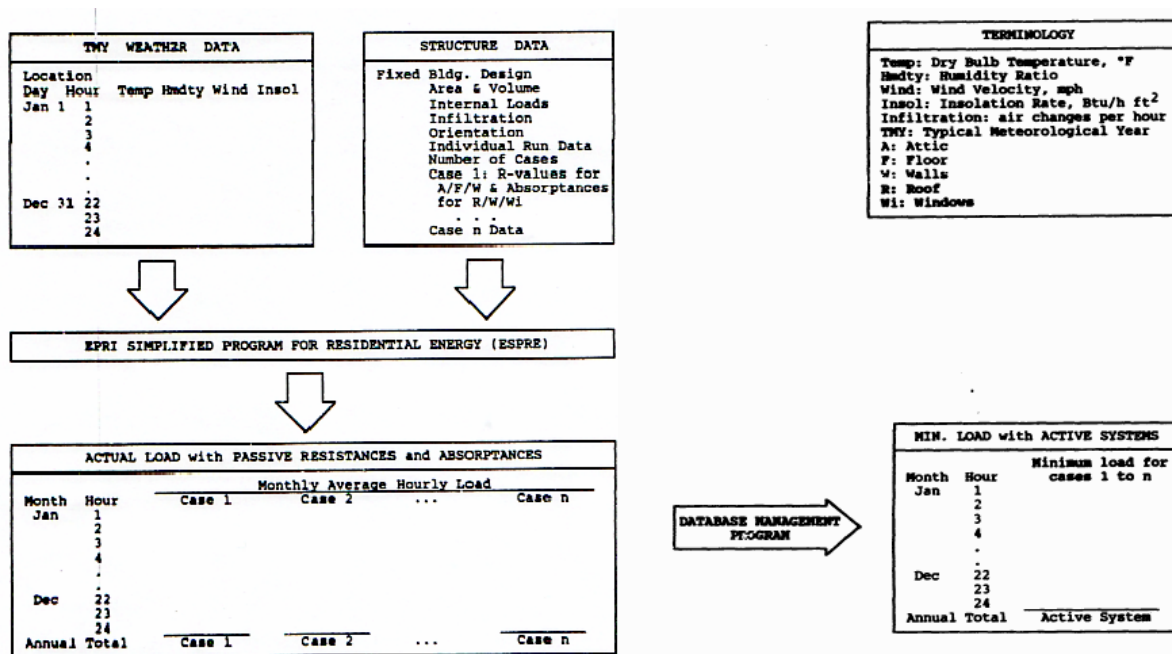 TMY WEATHZR DATA
Location
Day Hour Temp Hmdty Wind Insol
Jan 1 1
2
3
4
.
.
.
Dec 31 22
23
24
STRUCTURE DATA
Fixed Bldg. Design
Area & Volume
Internal Loads
Infiltration
Orientation
Individual Run Data
Number of Cases
Case 1: R-values for
A/F/W & Absorptances
for R/W/Wi
. . .
Case n Data
TERMINOLOGY
Temp: Dry Bulb Temperature, °F
Hmdty: Humidity Ratio
Wind: Wind Velocity, mph
Insol: Insolation Rate, Btu/h ft²
Infiltration: air changes per hour
TMY: Typical Meteorological Year
A: Attic
F: Floor
W: Walls
R: Roof
Wi: Windows
EPRI SIMPLIFIED PROGRAM FOR RESIDENTIAL ENERGY (ESPRE)
ACTUAL LOAD with PASSIVE RESISTANCES and ABSORPTANCES
Monthly Average Hourly Load
Month Hour Case 1 Case 2 ... Case n
Jan 1
2
3
4
.
.
Dec 22
23
24
Annual Total Case 1 Case 2 ... Case n
DATABASE MANAGEMENT
PROGRAM
MIN. LOAD with ACTIVE SYSTEMS
Minimum load for
Month Hour cases 1 to n
Jan 1
2
3
4
.
.
Dec 22
23
24
Annual Total Active System